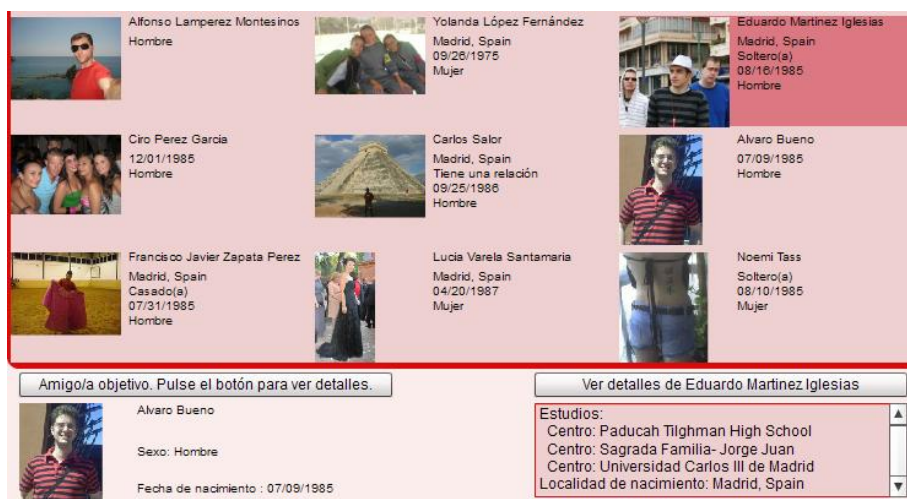 Alfonso Lamperez Montesinos
Hombre
Yolanda López Fernández
Madrid, Spain
09/26/1975
Mujer
Eduardo Martinez Iglesias
Madrid, Spain
Soltero(a)
08/16/1985
Hombre
Ciro Perez Garcia
12/01/1985
Hombre
Carlos Salor
Madrid, Spain
Tiene una relación
09/25/1986
Hombre
Alvaro Bueno
07/09/1985
Hombre
Francisco Javier Zapata Perez
Madrid, Spain
Casado(a)
07/31/1985
Hombre
Lucia Varela Santamaria
Madrid, Spain
04/20/1987
Mujer
Noemi Tass
Soltero(a)
08/10/1985
Mujer
Amigo/a objetivo. Pulse el botón para ver detalles.
Alvaro Bueno
Sexo: Hombre
Fecha de nacimiento : 07/09/1985
Ver detalles de Eduardo Martinez Iglesias
Estudios:
Centro: Paducah Tilghman High School
Centro: Sagrada Familia- Jorge Juan
Centro: Universidad Carlos III de Madrid
Localidad de nacimiento: Madrid, Spain